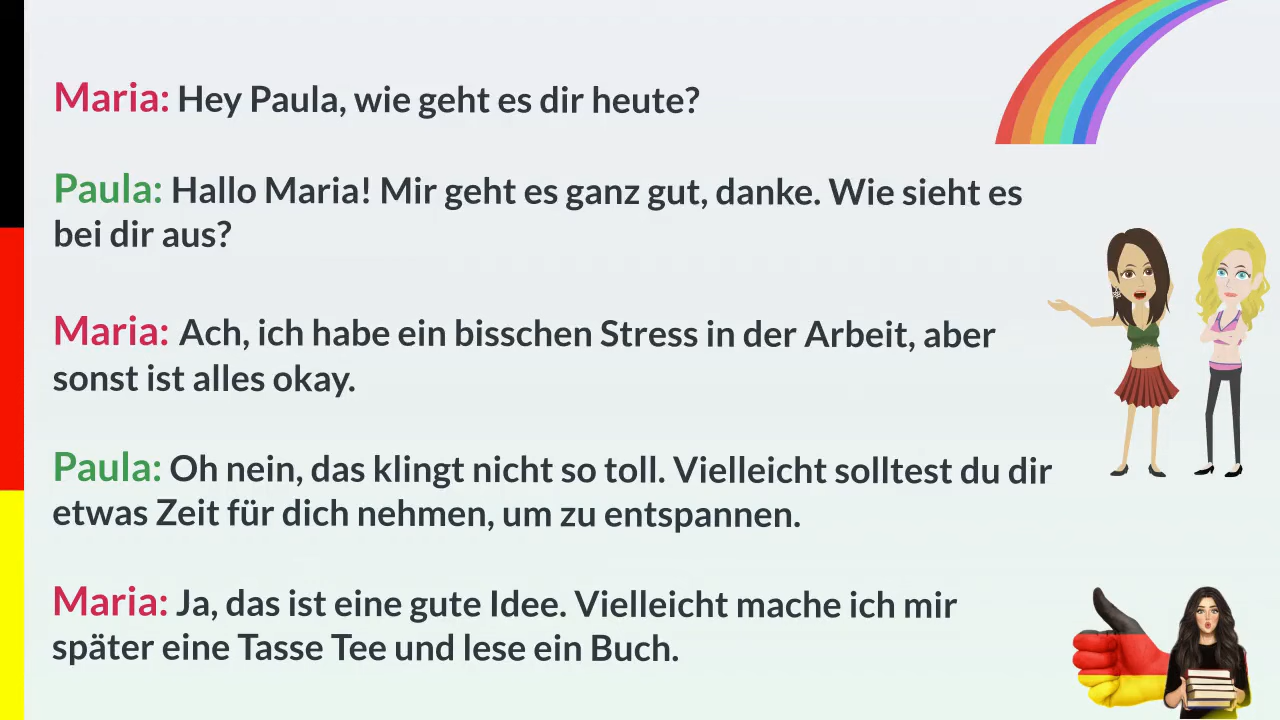 Maria: Hey Paula, wie geht es dir heute?
Paula: Hallo Maria! Mir geht es ganz gut, danke. Wie sieht es
bei dir aus?
Maria: Ach, ich habe ein bisschen Stress in der Arbeit, aber
sonst ist alles okay.
Paula: Oh nein, das klingt nicht so toll. Vielleicht solltest du dir
etwas Zeit für dich nehmen, um zu entspannen.
Maria: Ja, das ist eine gute Idee. Vielleicht mache ich mir
später eine Tasse Tee und lese ein Buch.